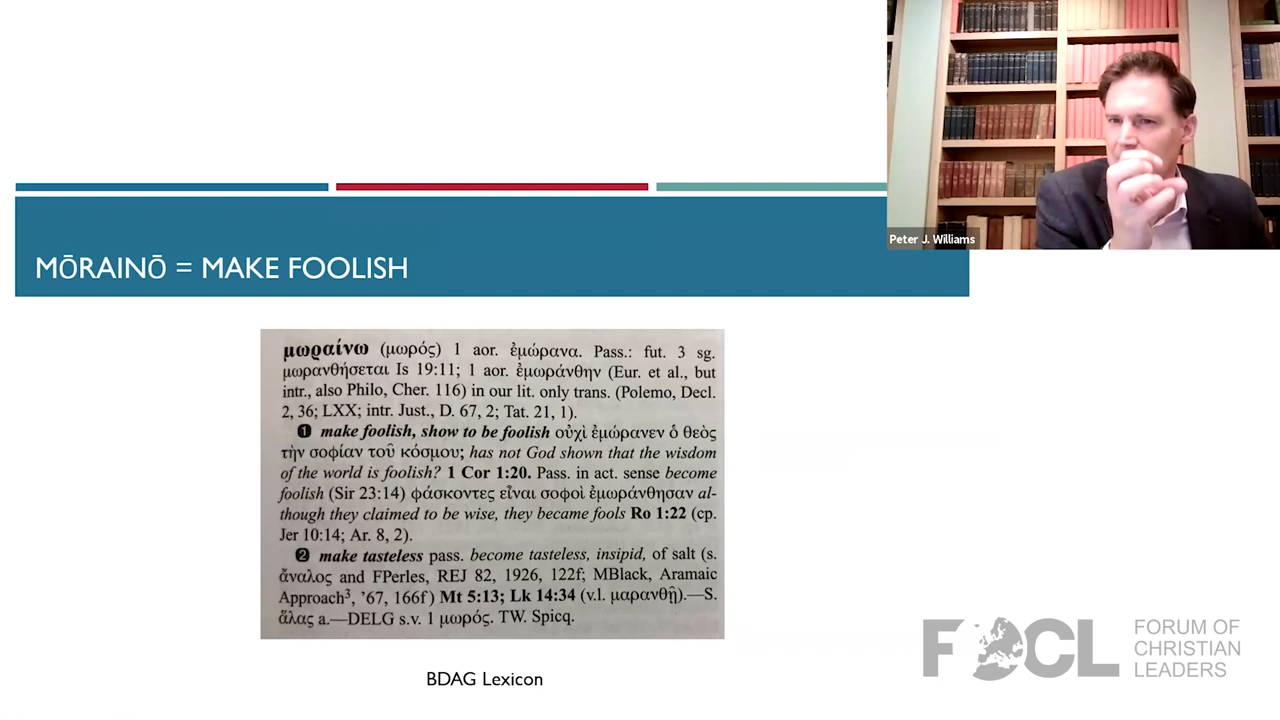 Peter J. Williams
MŌRAINŌ = MAKE FOOLISH
μωραίνω (μωρός) 1 aor. ἐμώρανα. Pass.: fut. 3 sg.
μωρανθήσεται Is 19:11; 1 aor. ἐμωράνθην (Eur. et al., but
intr., also Philo, Cher. 116) in our lit. only trans. (Polemo, Decl.
2, 36; LXX; intr. Just., D. 67, 2; Tat. 21, 1).
❶ make foolish, show to be foolish οὐχὶ ἐμώρανεν ὁ θεὸς
τὴν σοφίαν τοῦ κόσμου; has not God shown that the wisdom
of the world is foolish? 1 Cor 1:20. Pass. in act. sense become
foolish (Sir 23:14) φάσκοντες εἶναι σοφοὶ ἐμωράνθησαν al-
though they claimed to be wise, they became fools Ro 1:22 (cp.
Jer 10:14; Ar. 8, 2).
❷ make tasteless pass. become tasteless, insipid, of salt (s.
ἄναλος and FPerles, REJ 82, 1926, 122f; MBlack, Aramaic
Approach³, ’67, 166f) Mt 5:13; Lk 14:34 (v.l. μαρανθῇ).—S.
ἅλας a.—DELG s.v. 1 μωρός. TW. Spicq.
BDAG Lexicon
FOCL
FORUM OF
CHRISTIAN
LEADERS